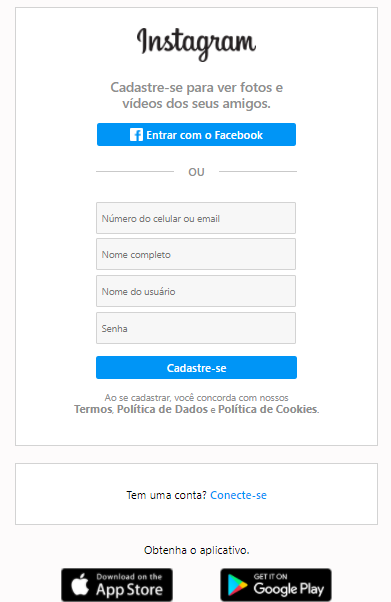 Instagram
Cadastre-se para ver fotos e
vídeos dos seus amigos.
Entrar com o Facebook
OU
Número do celular ou email
Nome completo
Nome do usuário
Senha
Cadastre-se
Ao se cadastrar, você concorda com nossos
Termos, Política de Dados e Política de Cookies.
Tem uma conta? Conecte-se
Obtenha o aplicativo.
Download on the
App Store
GET IT ON
Google Play